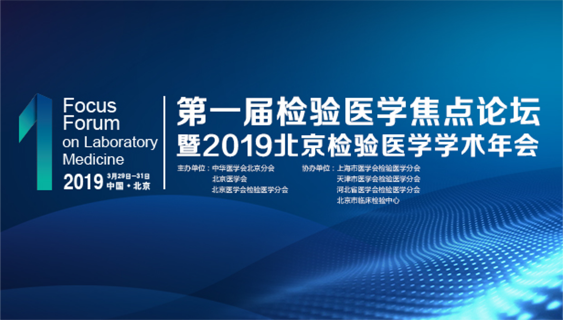 1
Focus
Forum
on Laboratory
Medicine
2019 3月29日-31日
中国·北京
第一届检验医学焦点论坛
暨2019北京检验医学学术年会
主办单位：中华医学会北京分会
北京医学会
北京医学会检验医学分会
协办单位：上海市医学会检验医学分会
天津市医学会检验医学分会
河北省医学会检验医学分会
北京市临床检验中心